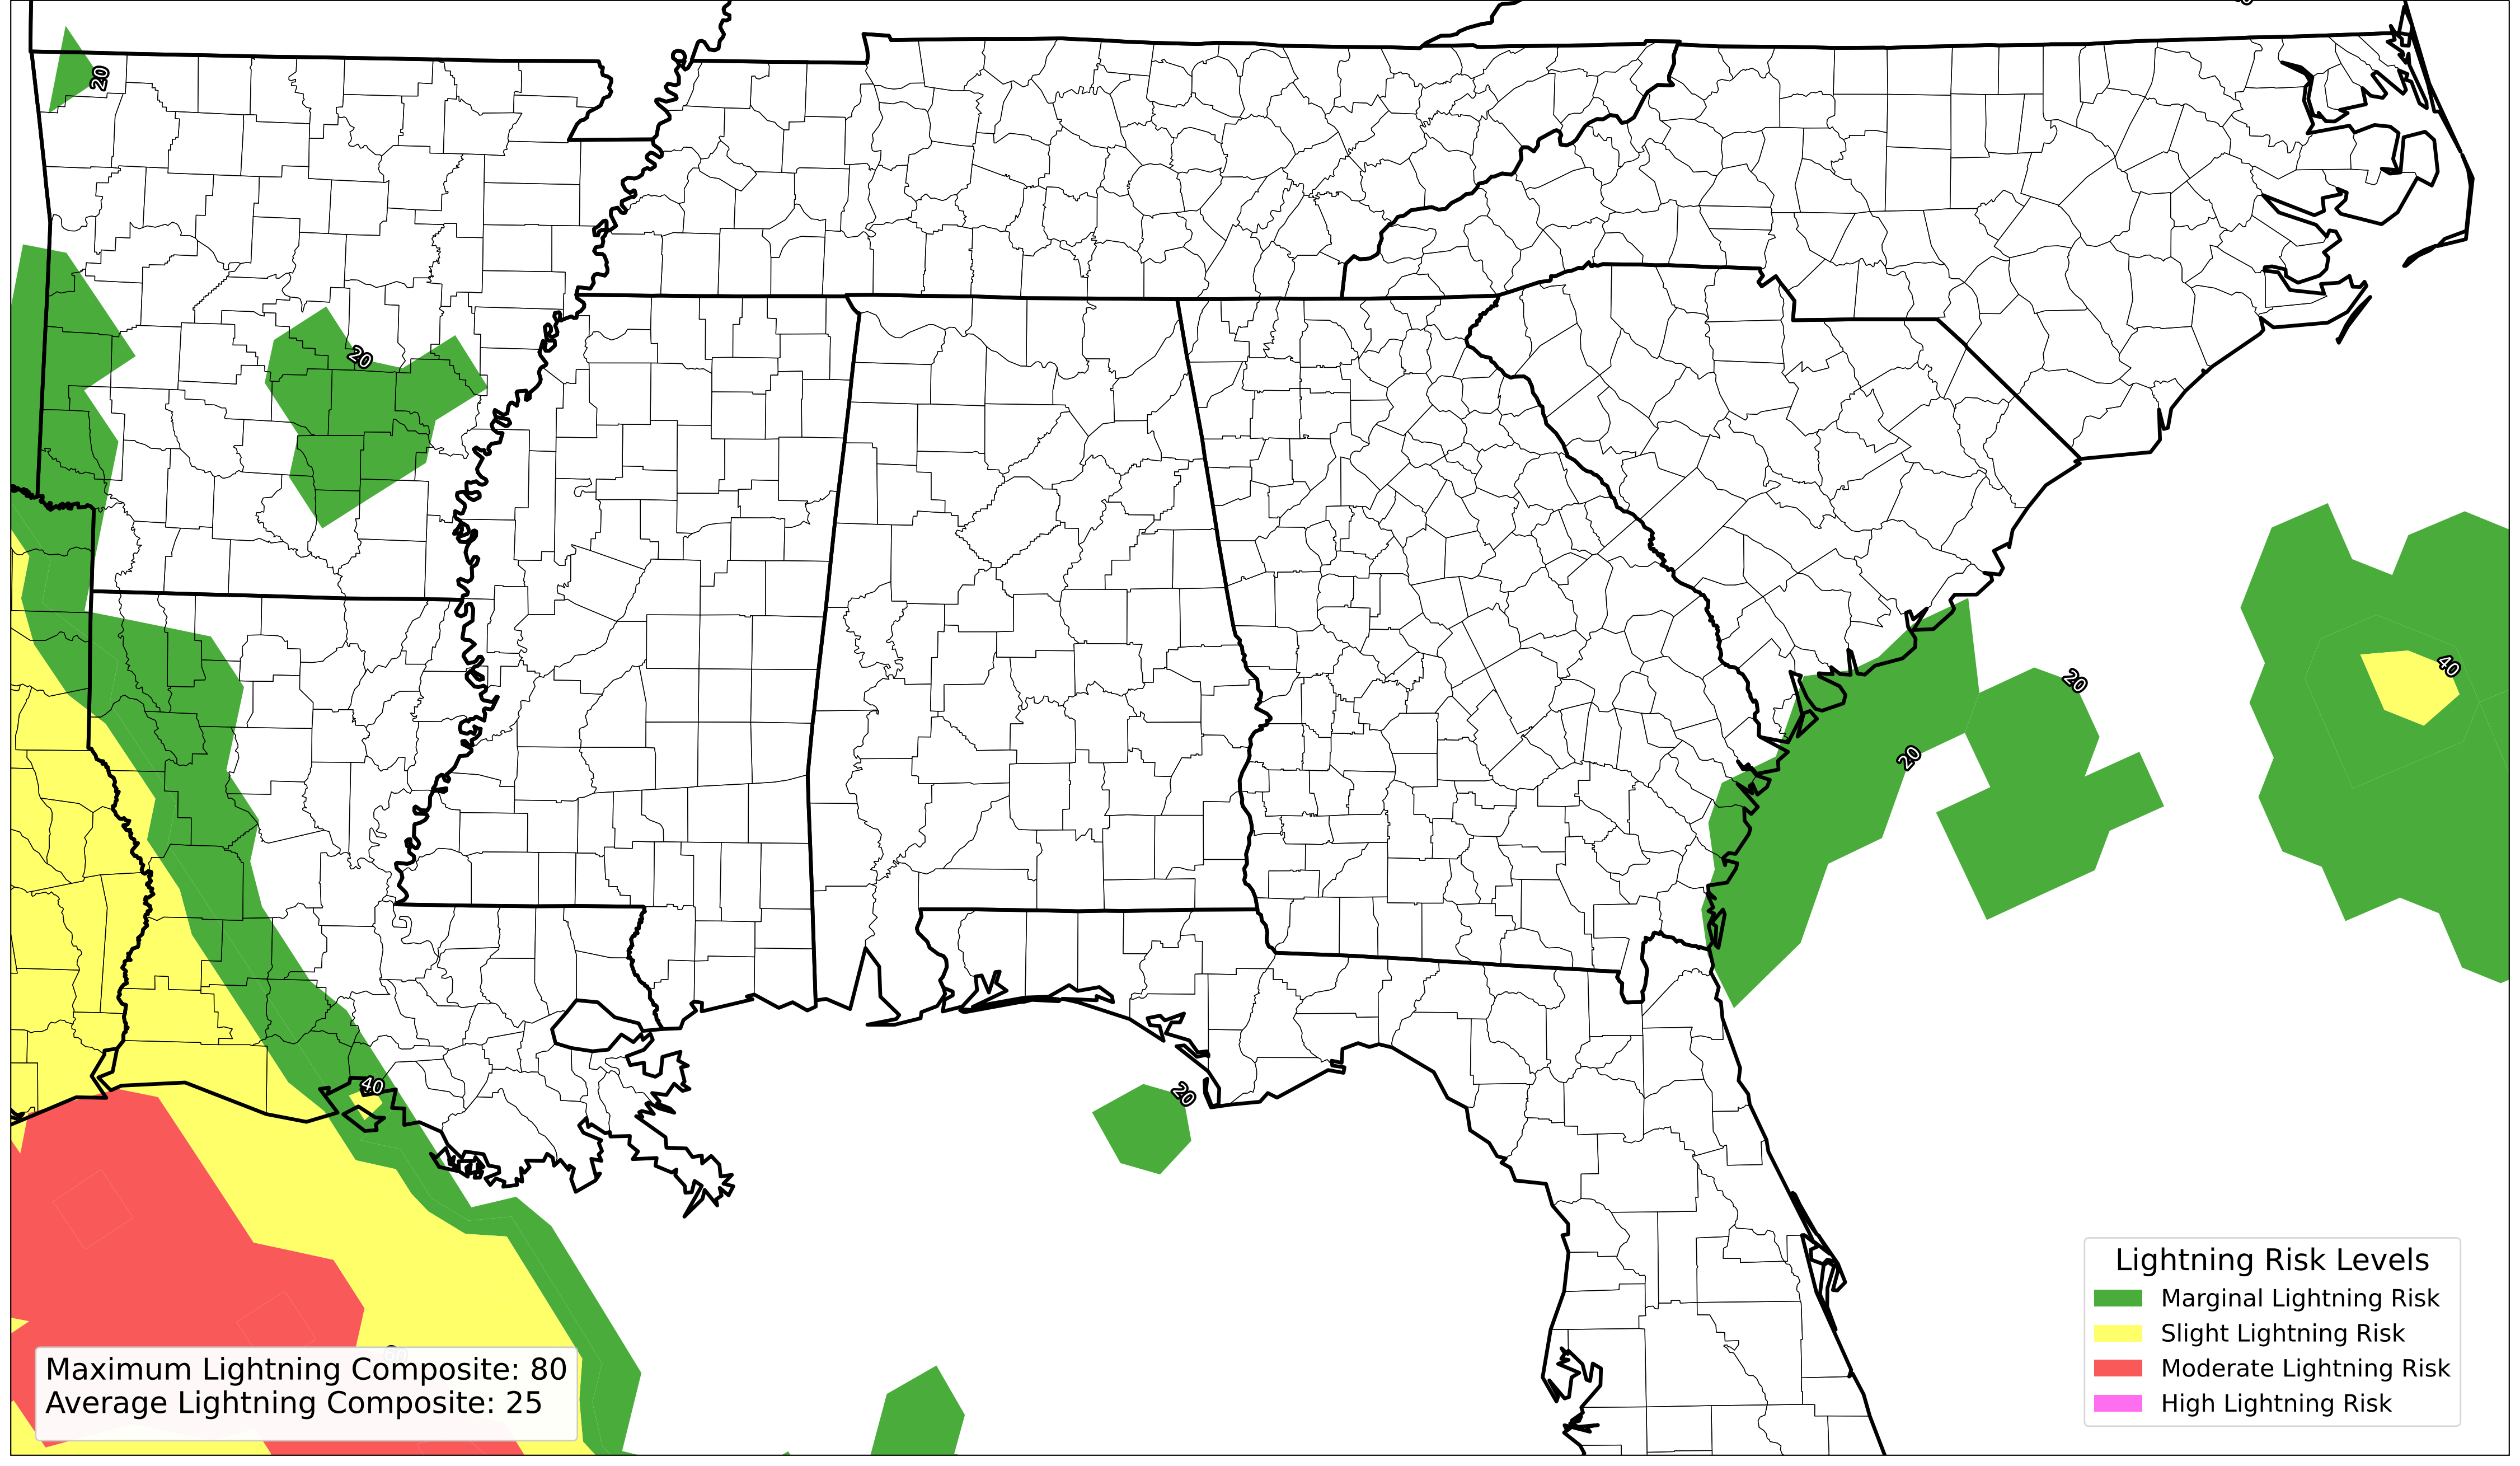 20
20
20
20
40
40
20
Lightning Risk Levels
Marginal Lightning Risk
Slight Lightning Risk
Moderate Lightning Risk
High Lightning Risk
Maximum Lightning Composite: 80
Average Lightning Composite: 25